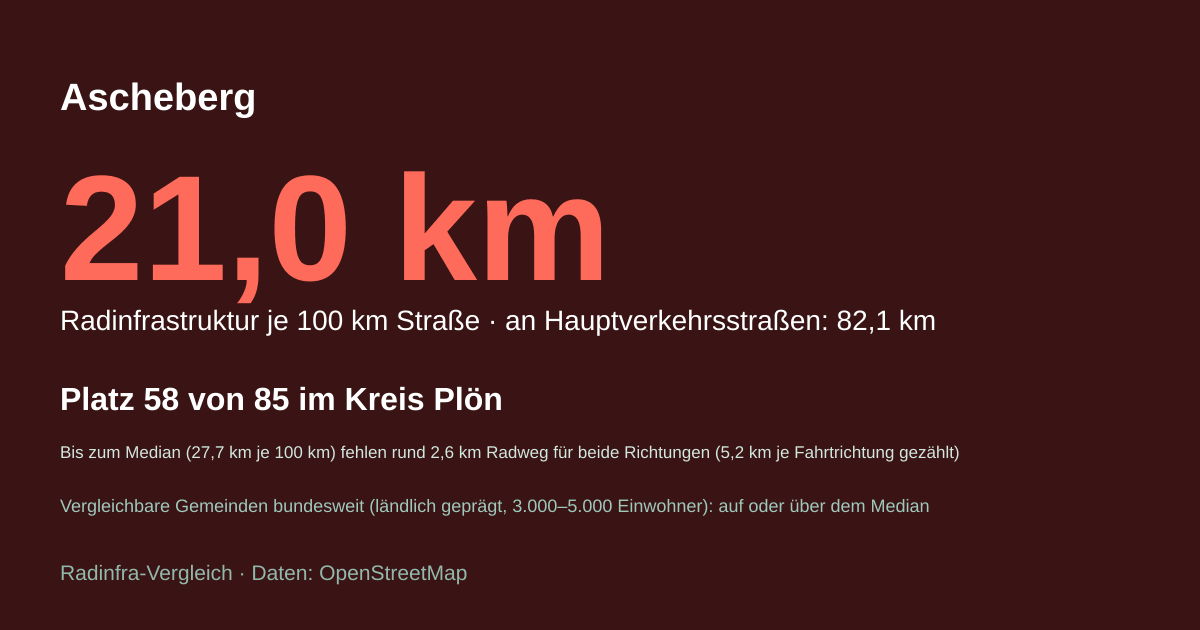 Ascheberg
21,0 km
Radinfrastruktur je 100 km Straße · an Hauptverkehrsstraßen: 82,1 km
Platz 58 von 85 im Kreis Plön
Bis zum Median (27,7 km je 100 km) fehlen rund 2,6 km Radweg für beide Richtungen (5,2 km je Fahrtrichtung gezählt)
Vergleichbare Gemeinden bundesweit (ländlich geprägt, 3.000–5.000 Einwohner): auf oder über dem Median
Radinfra-Vergleich · Daten: OpenStreetMap